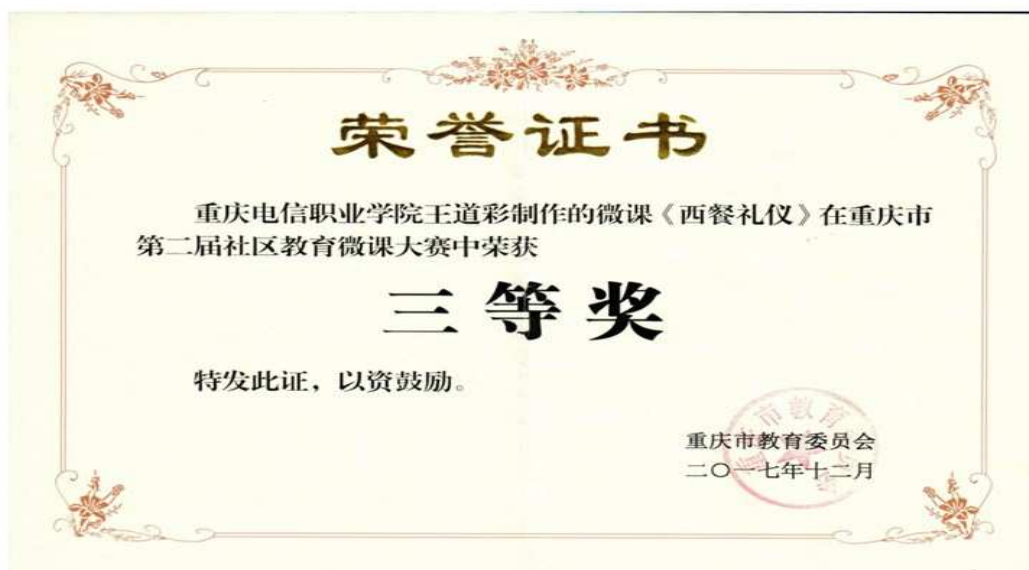 荣誉证书
重庆电信职业学院王道彩制作的微课《西餐礼仪》在重庆市
第二届社区教育微课大赛中荣获
三等奖
特发此证，以资鼓励。
重庆市教育委员会
二〇一七年十二月